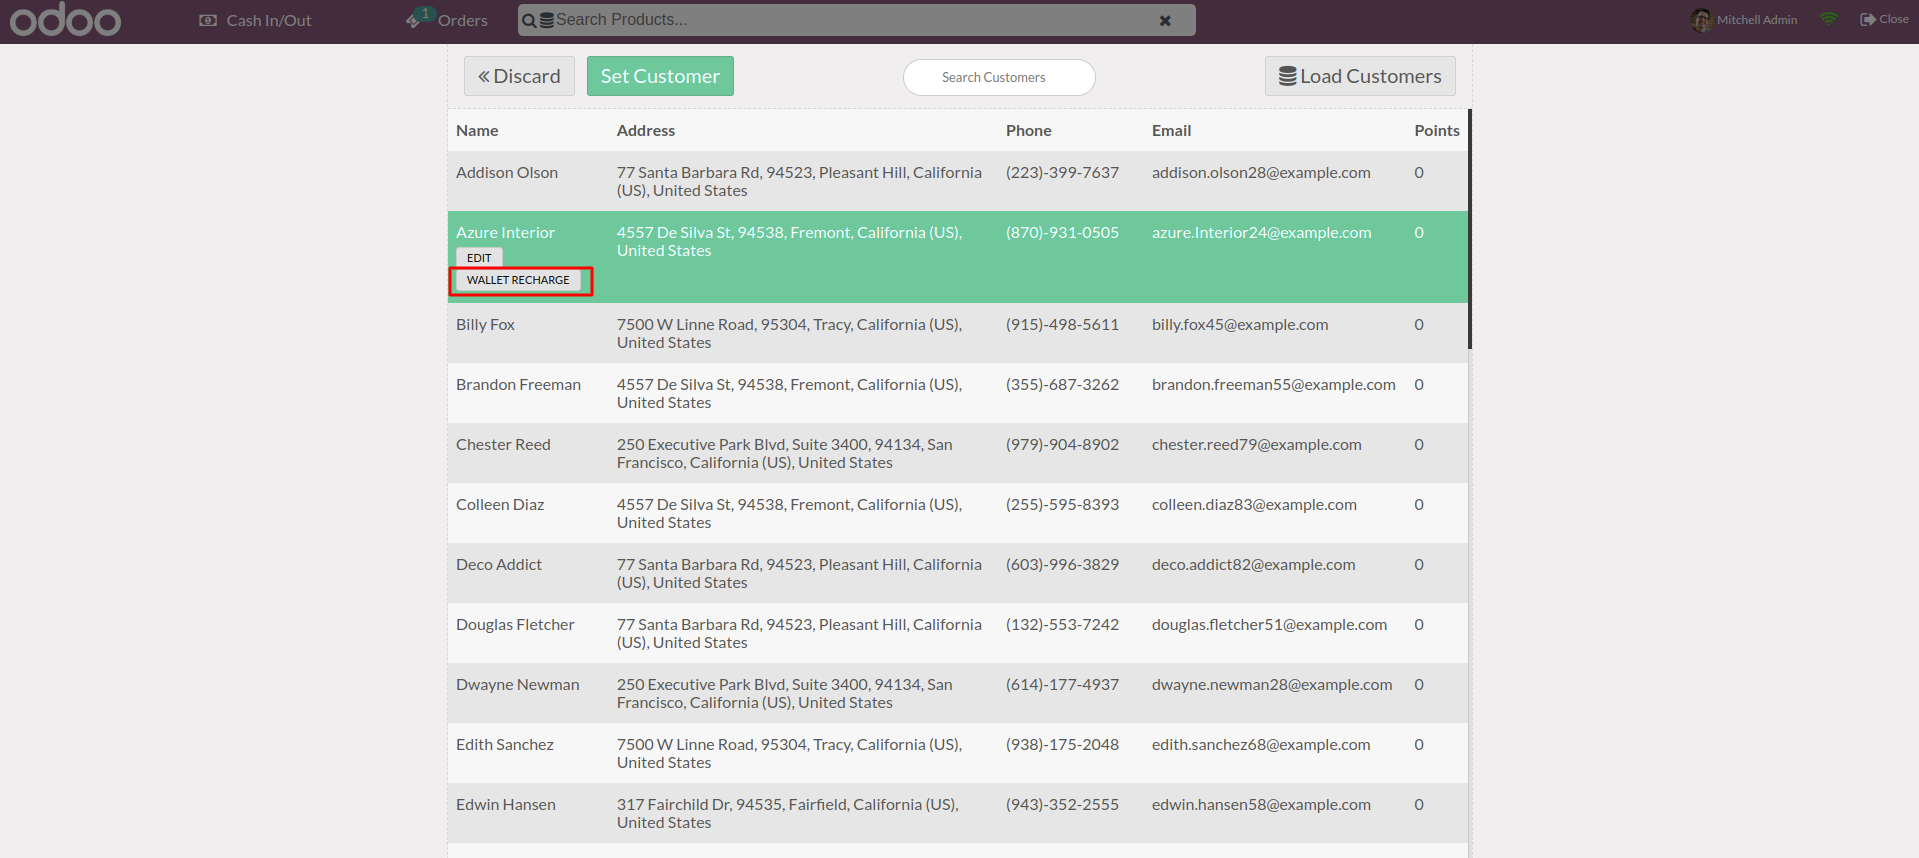 odoo
Cash In/Out
1
Orders
Search Products...
Mitchell Admin
Close
Discard
Set Customer
Search Customers
Load Customers
Name Address Phone Email Points
Addison Olson 77 Santa Barbara Rd, 94523, Pleasant Hill, California (223)-399-7637 addison.olson28@example.com 0
(US), United States
Azure Interior 4557 De Silva St, 94538, Fremont, California (US), (870)-931-0505 azure.Interior24@example.com 0
United States
EDIT
WALLET RECHARGE
Billy Fox 7500 W Linne Road, 95304, Tracy, California (US), (915)-498-5611 billy.fox45@example.com 0
United States
Brandon Freeman 4557 De Silva St, 94538, Fremont, California (US), (355)-687-3262 brandon.freeman55@example.com 0
United States
Chester Reed 250 Executive Park Blvd, Suite 3400, 94134, San (979)-904-8902 chester.reed79@example.com 0
Francisco, California (US), United States
Colleen Diaz 4557 De Silva St, 94538, Fremont, California (US), (255)-595-8393 colleen.diaz83@example.com 0
United States
Deco Addict 77 Santa Barbara Rd, 94523, Pleasant Hill, California (603)-996-3829 deco.addict82@example.com 0
(US), United States
Douglas Fletcher 77 Santa Barbara Rd, 94523, Pleasant Hill, California (132)-553-7242 douglas.fletcher51@example.com 0
(US), United States
Dwayne Newman 250 Executive Park Blvd, Suite 3400, 94134, San (614)-177-4937 dwayne.newman28@example.com 0
Francisco, California (US), United States
Edith Sanchez 7500 W Linne Road, 95304, Tracy, California (US), (938)-175-2048 edith.sanchez68@example.com 0
United States
Edwin Hansen 317 Fairchild Dr, 94535, Fairfield, California (US), (943)-352-2555 edwin.hansen58@example.com 0
United States